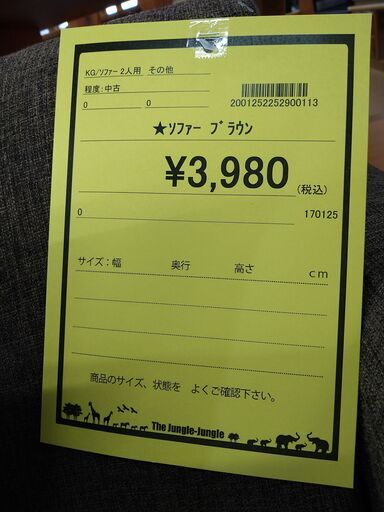 KG/ソファー 2人用 その他
程度:中古
0 0
2001252252900113
★ソファー ブラウン
¥3,980
(税込)
0 170125
サイズ:幅 奥行 高さ cm
商品のサイズ、状態を よくご確認下さい。
The Jungle-Jungle